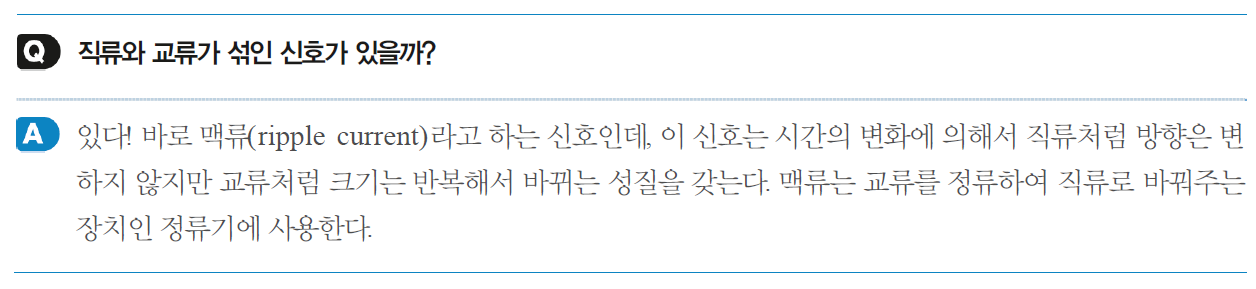 Q 직류와 교류가 섞인 신호가 있을까?
A 있다! 바로 맥류(ripple current)라고 하는 신호인데, 이 신호는 시간의 변화에 의해서 직류처럼 방향은 변
하지 않지만 교류처럼 크기는 반복해서 바뀌는 성질을 갖는다. 맥류는 교류를 정류하여 직류로 바꿔주는
장치인 정류기에 사용한다.